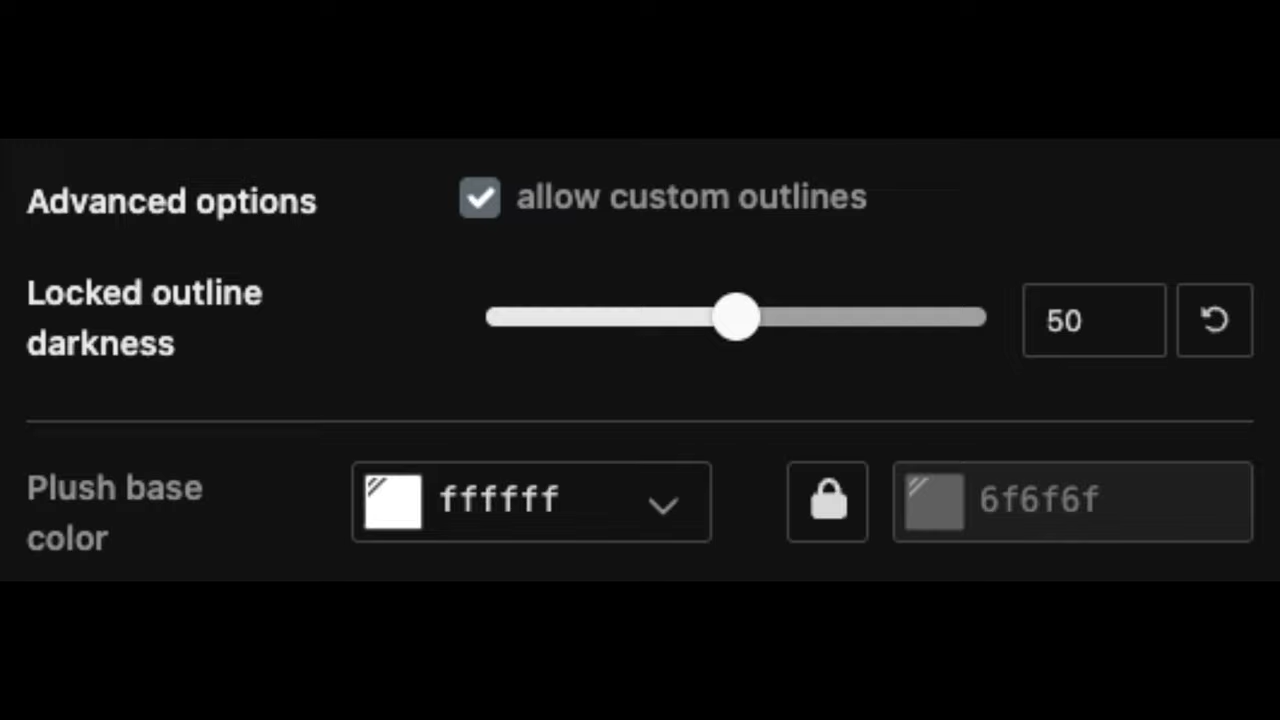 Advanced options
allow custom outlines
Locked outline
darkness
50
Plush base
color
ffffff
6f6f6f